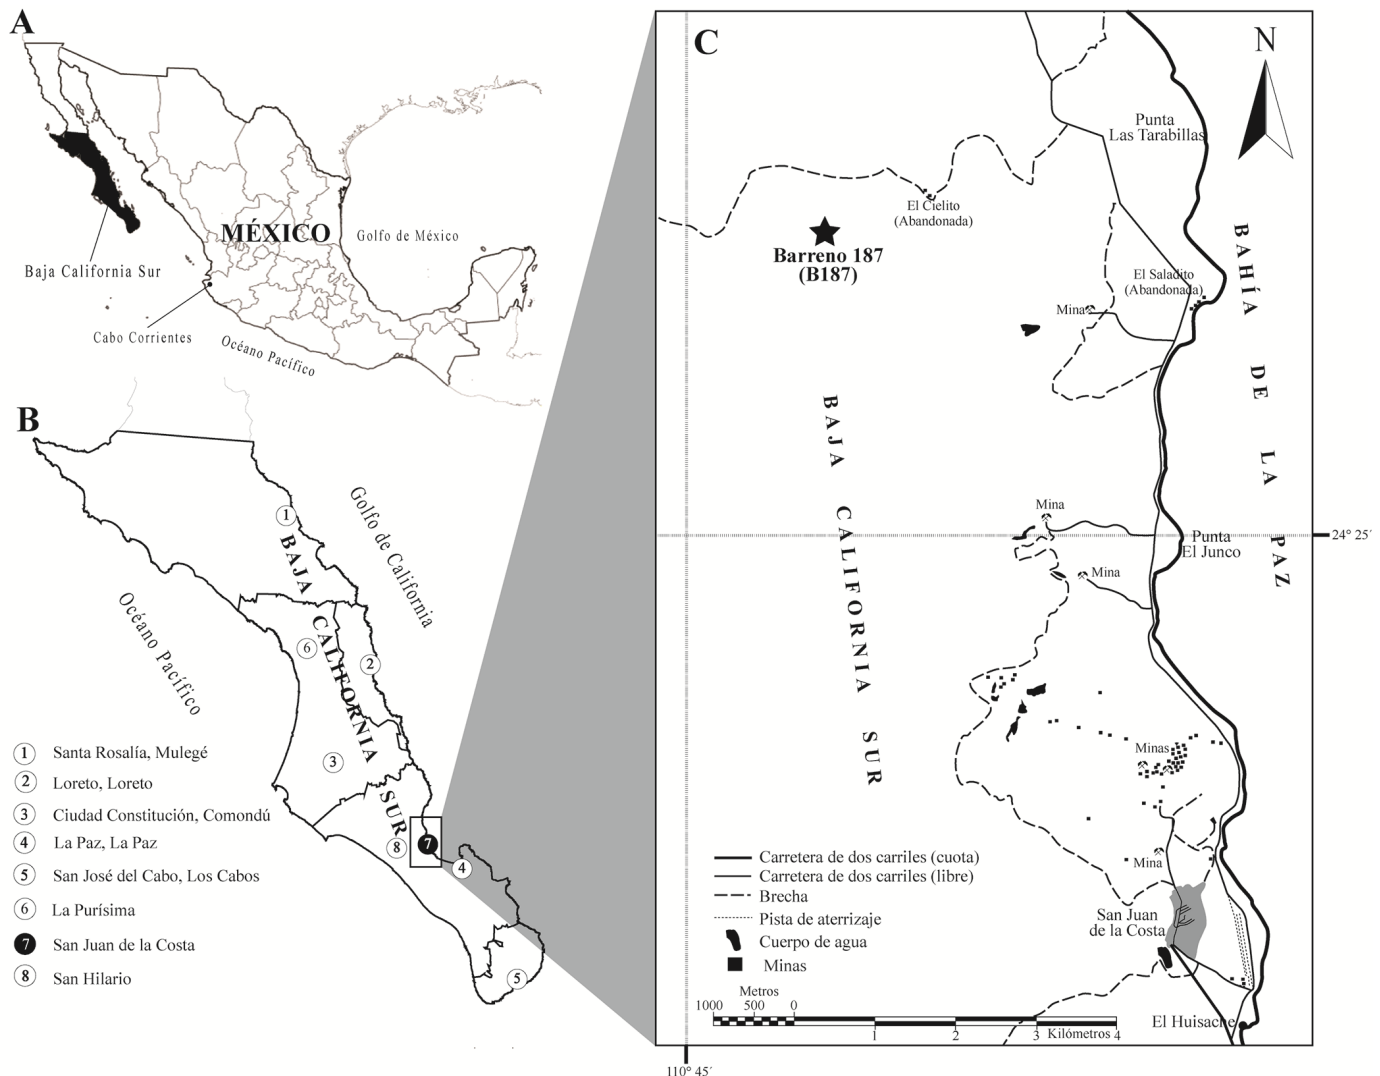 A
MÉXICO
Golfo de México
Baja California Sur
Cabo Corrientes
Océano Pacífico
B
Golfo de California
Océano Pacífico
BAJA
CALIFORNIA
SUR
1
6
2
3
8
7
4
5
1 Santa Rosalía, Mulegé
2 Loreto, Loreto
3 Ciudad Constitución, Comondú
4 La Paz, La Paz
5 San José del Cabo, Los Cabos
6 La Purísima
7 San Juan de la Costa
8 San Hilario
C
N
Punta
Las Tarabillas
El Cielito
(Abandonada)
Barreno 187
(B187)
El Saladito
(Abandonada)
Mina
BAHÍA DE LA PAZ
BAJA CALIFORNIA SUR
Mina
Punta
El Junco
24° 25´
Mina
Minas
Mina
San Juan
de la Costa
El Huisache
Carretera de dos carriles (cuota)
Carretera de dos carriles (libre)
Brecha
Pista de aterrizaje
Cuerpo de agua
Minas
Metros
1000 500 0
1 2 3 Kilómetros 4
110° 45´